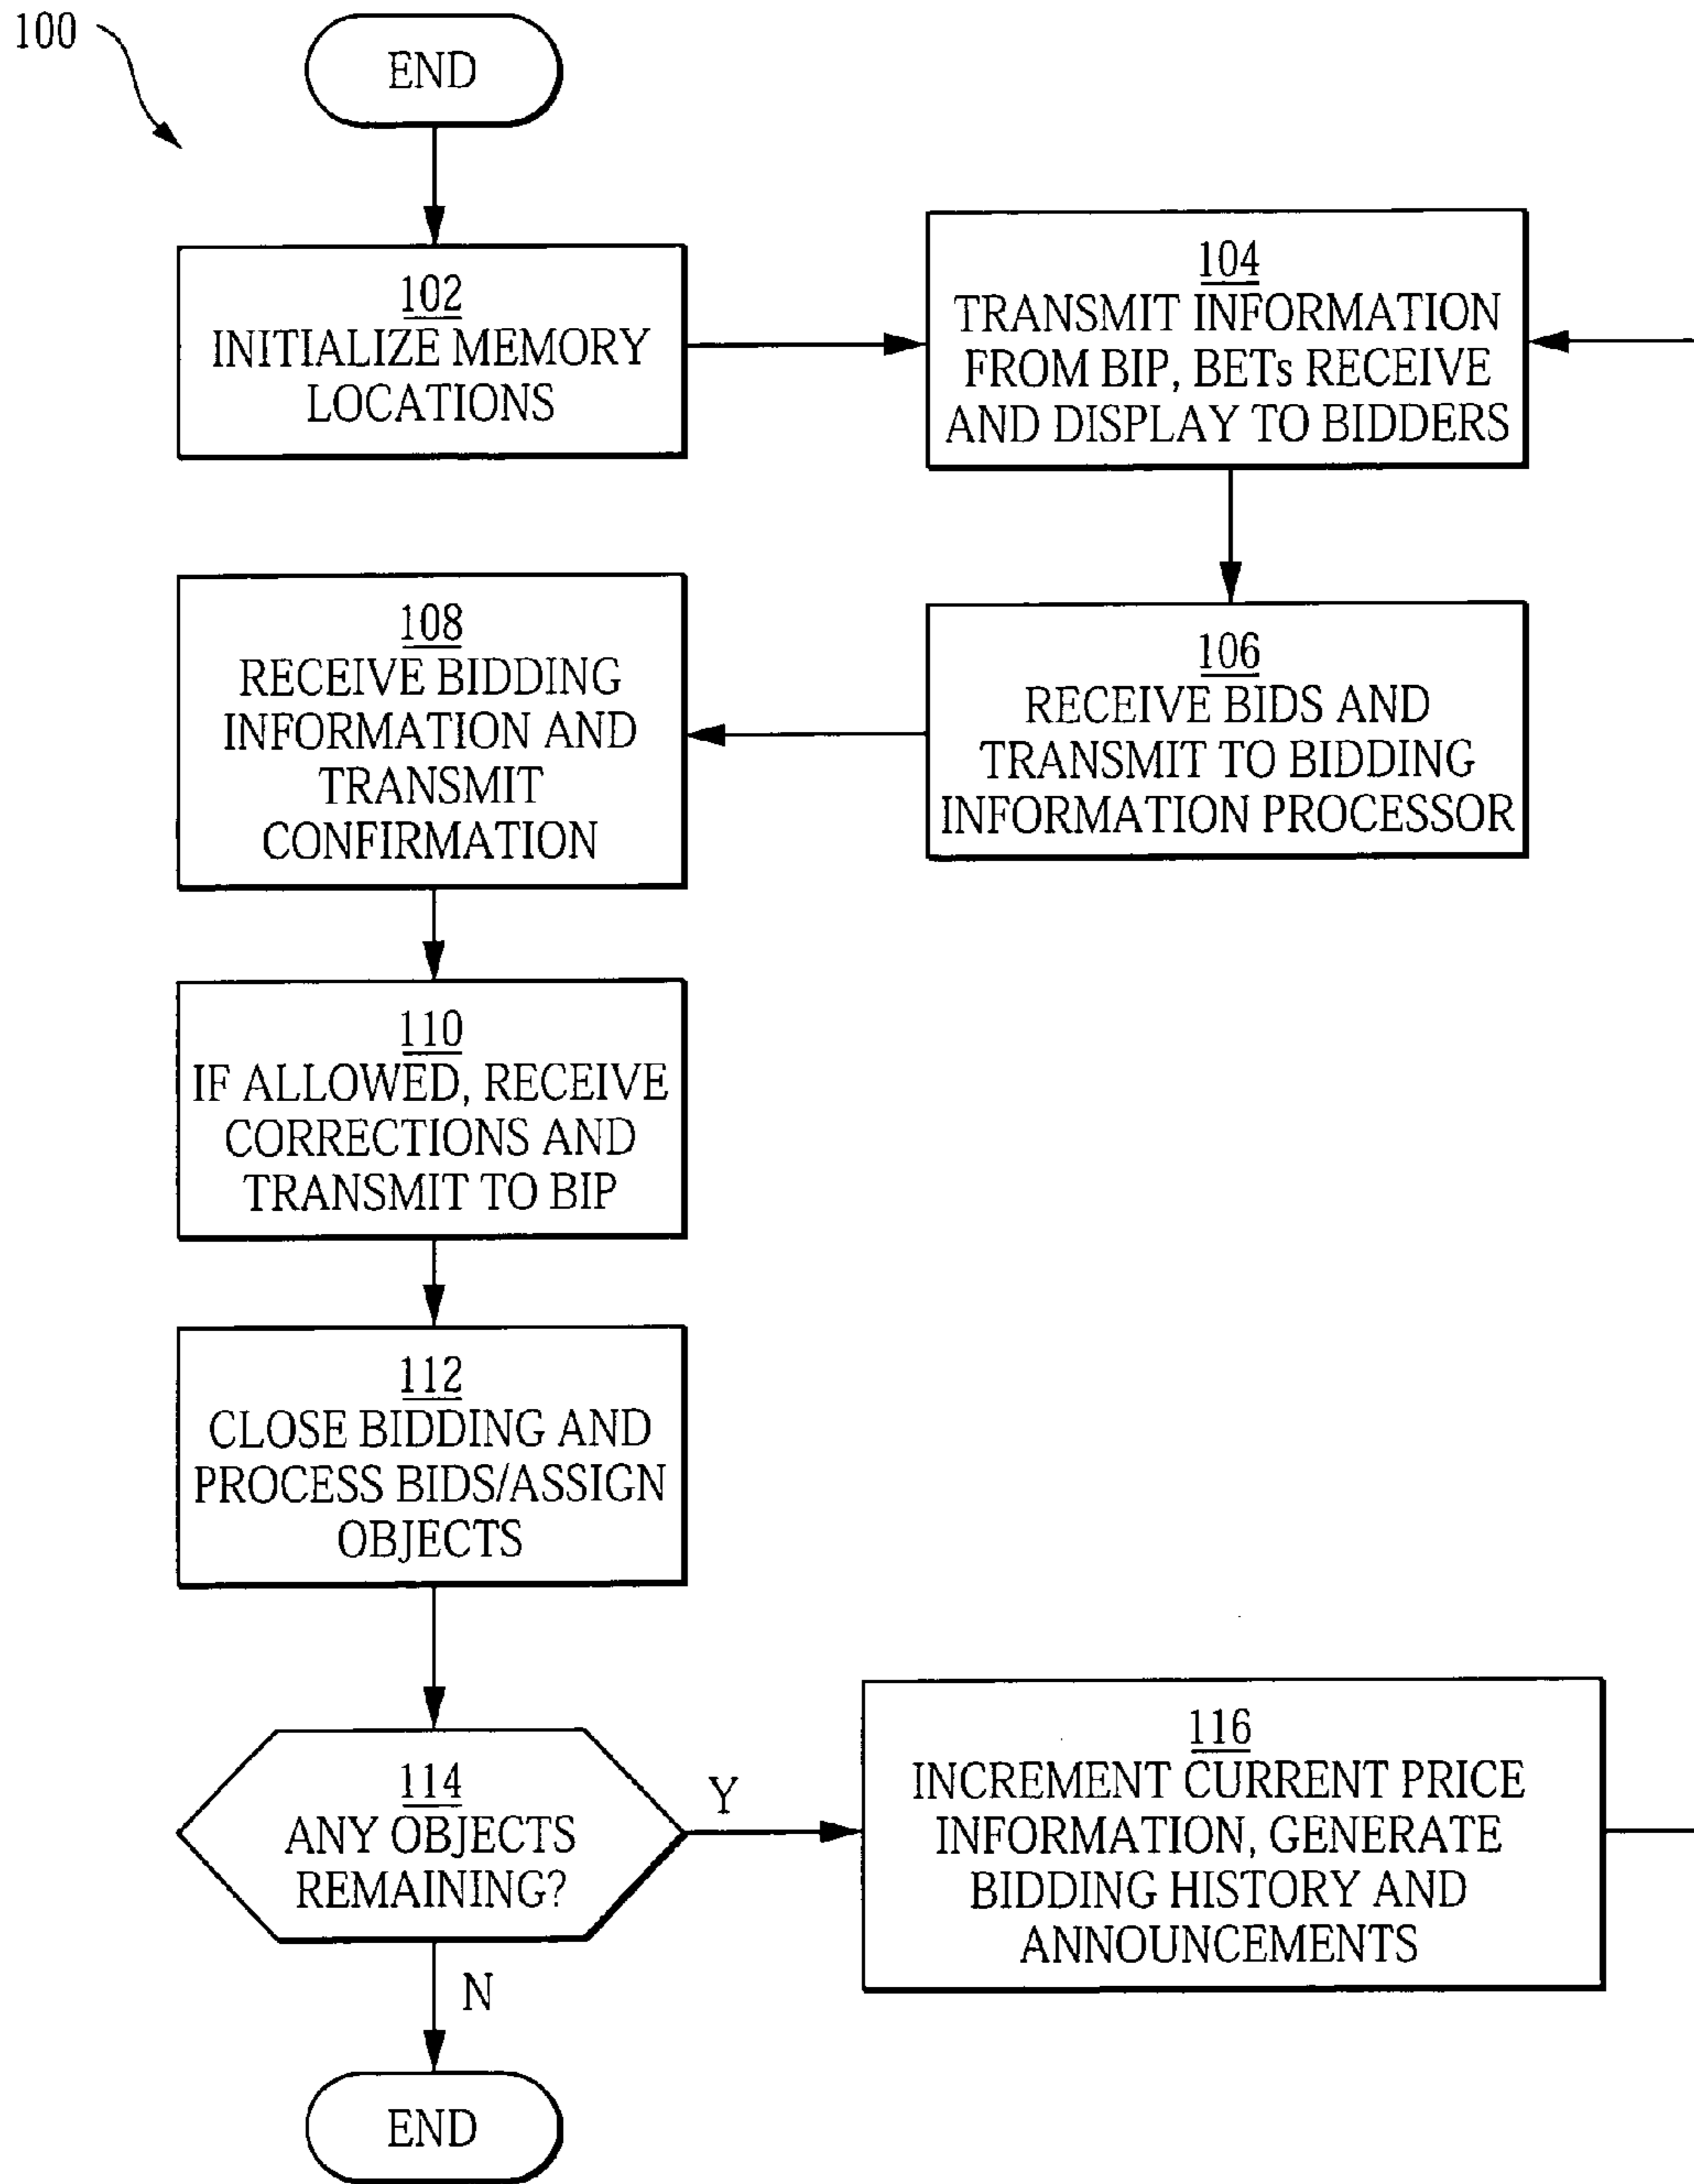 100
END
102
INITIALIZE MEMORY
LOCATIONS
104
TRANSMIT INFORMATION
FROM BIP, BETs RECEIVE
AND DISPLAY TO BIDDERS
106
RECEIVE BIDS AND
TRANSMIT TO BIDDING
INFORMATION PROCESSOR
108
RECEIVE BIDDING
INFORMATION AND
TRANSMIT
CONFIRMATION
110
IF ALLOWED, RECEIVE
CORRECTIONS AND
TRANSMIT TO BIP
112
CLOSE BIDDING AND
PROCESS BIDS/ASSIGN
OBJECTS
114
ANY OBJECTS
REMAINING?
Y
116
INCREMENT CURRENT PRICE
INFORMATION, GENERATE
BIDDING HISTORY AND
ANNOUNCEMENTS
N
END